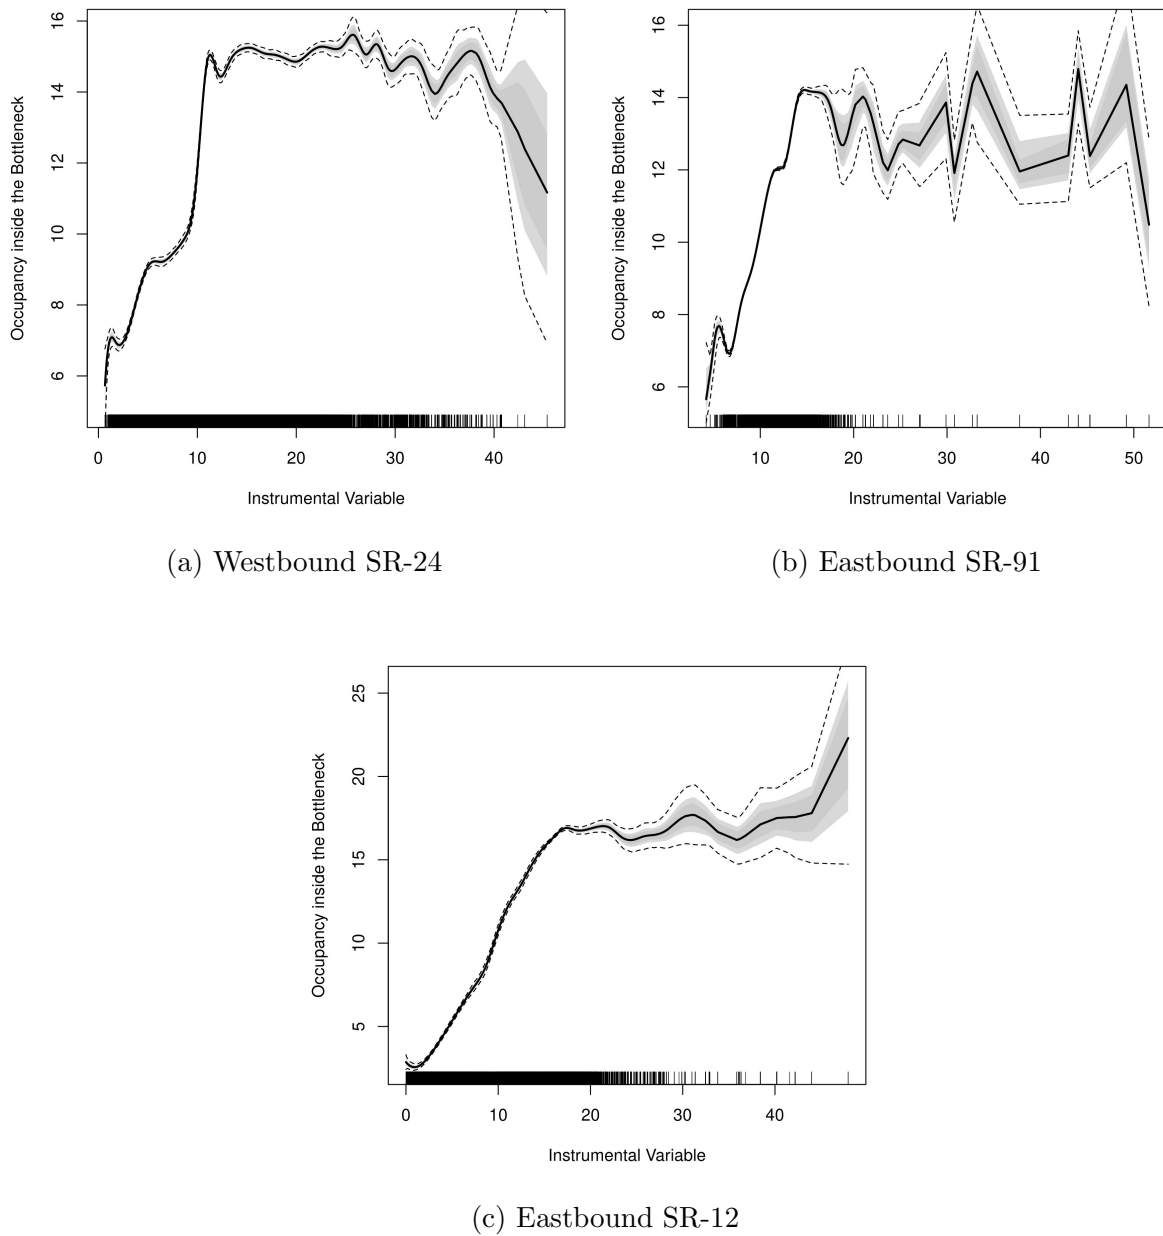 16
14
12
10
8
6
Occupancy inside the Bottleneck
0 10 20 30 40
Instrumental Variable
(a) Westbound SR-24
16
14
12
10
8
6
Occupancy inside the Bottleneck
10 20 30 40 50
Instrumental Variable
(b) Eastbound SR-91
25
20
15
10
5
Occupancy inside the Bottleneck
0 10 20 30 40
Instrumental Variable
(c) Eastbound SR-12